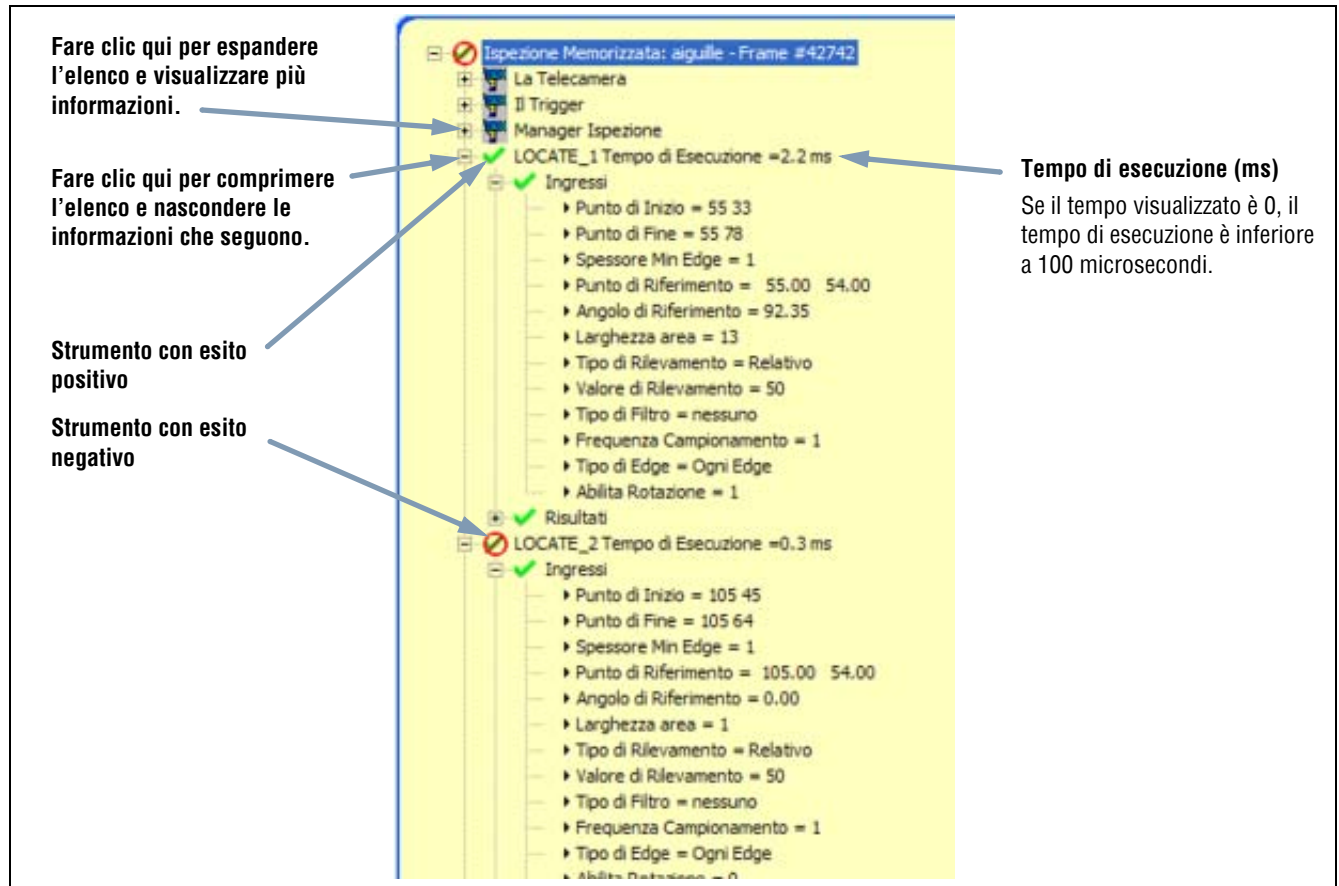 Fare clic qui per espandere
l'elenco e visualizzare più
informazioni.
Fare clic qui per comprimere
l'elenco e nascondere le
informazioni che seguono.
Strumento con esito
positivo
Strumento con esito
negativo
Ispezione Memorizzata: aiguille - Frame #42742
La Telecamera
Il Trigger
Manager Ispezione
LOCATE_1 Tempo di Esecuzione =2.2 ms
Ingressi
Punto di Inizio = 55 33
Punto di Fine = 55 78
Spessore Min Edge = 1
Punto di Riferimento = 55.00 54.00
Angolo di Riferimento = 92.35
Larghezza area = 13
Tipo di Rilevamento = Relativo
Valore di Rilevamento = 50
Tipo di Filtro = nessuno
Frequenza Campionamento = 1
Tipo di Edge = Ogni Edge
Abilita Rotazione = 1
Risultati
LOCATE_2 Tempo di Esecuzione =0.3 ms
Ingressi
Punto di Inizio = 105 45
Punto di Fine = 105 64
Spessore Min Edge = 1
Punto di Riferimento = 105.00 54.00
Angolo di Riferimento = 0.00
Larghezza area = 1
Tipo di Rilevamento = Relativo
Valore di Rilevamento = 50
Tipo di Filtro = nessuno
Frequenza Campionamento = 1
Tipo di Edge = Ogni Edge
Abilita Rotazione = 0
Tempo di esecuzione (ms)
Se il tempo visualizzato è 0, il
tempo di esecuzione è inferiore
a 100 microsecondi.